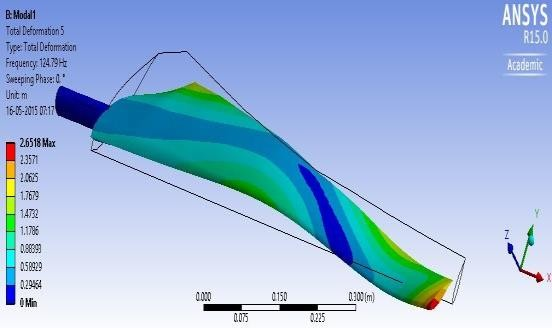 B: Modal1
Total Deformation 5
Type: Total Deformation
Frequency: 124.79 Hz
Sweeping Phase: 0. °
Unit: m
16-05-2015 07:17
2.6518 Max
2.3571
2.0625
1.7679
1.4732
1.1786
0.88393
0.58929
0.29464
0 Min
ANSYS
R15.0
Academic
0.000
0.150
0.300 (m)
0.075
0.225
Y
Z
X